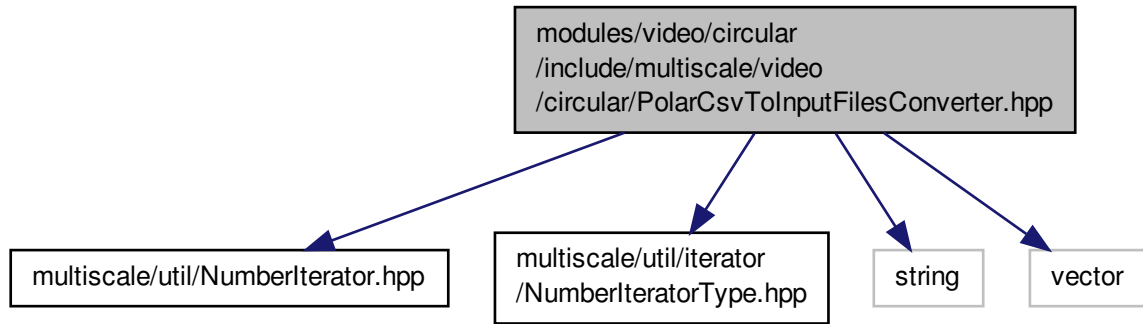 modules/video/circular
/include/multiscale/video
/circular/PolarCsvToInputFilesConverter.hpp
multiscale/util/NumberIterator.hpp
multiscale/util/iterator
/NumberIteratorType.hpp
string
vector